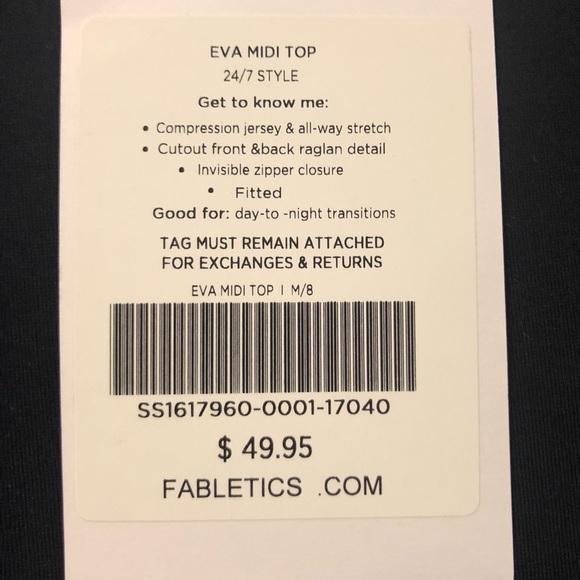 EVA MIDI TOP
24/7 STYLE
Get to know me:
• Compression jersey & all-way stretch
• Cutout front &back raglan detail
• Invisible zipper closure
• Fitted
Good for: day-to -night transitions
TAG MUST REMAIN ATTACHED
FOR EXCHANGES & RETURNS
EVA MIDI TOP | M/8
SS1617960-0001-17040
$ 49.95
FABLETICS .COM